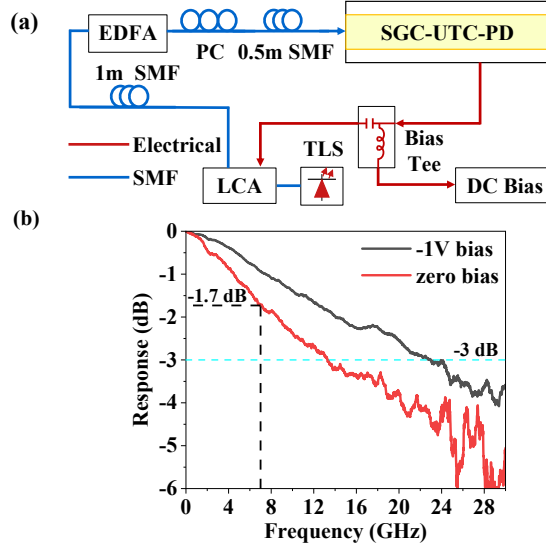 (a)
EDFA
PC 0.5m SMF
SGC-UTC-PD
1m SMF
Electrical
SMF
LCA
TLS
Bias
Tee
DC Bias
(b)
Response (dB)
0
-1
-2
-3
-4
-5
-6
-1V bias
zero bias
-1.7 dB
-3 dB
0 4 8 12 16 20 24 28
Frequency (GHz)